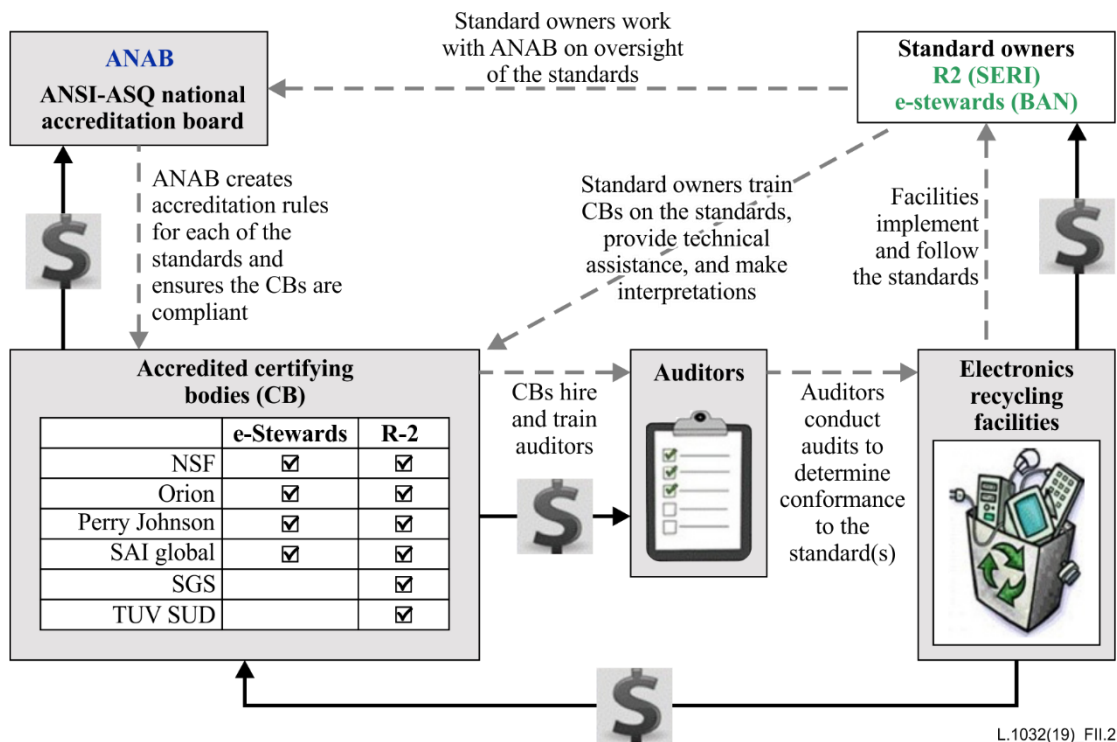 ANAB
ANSI-ASQ national
accreditation board
Standard owners work
with ANAB on oversight
of the standards
Standard owners
R2 (SERI)
e-stewards (BAN)
ANAB creates
accreditation rules
for each of the
standards and
ensures the CBs are
compliant
Standard owners train
CBs on the standards,
provide technical
assistance, and make
interpretations
Facilities
implement
and follow
the standards
$
$
Accredited certifying
bodies (CB)
e-Stewards R-2
NSF ☑ ☑
Orion ☑ ☑
Perry Johnson ☑ ☑
SAI global ☑ ☑
SGS ☑
TUV SUD ☑
CBs hire
and train
auditors
$
Auditors
Auditors
conduct
audits to
determine
conformance
to the
standard(s)
Electronics
recycling
facilities
$
L.1032(19)_FII.2